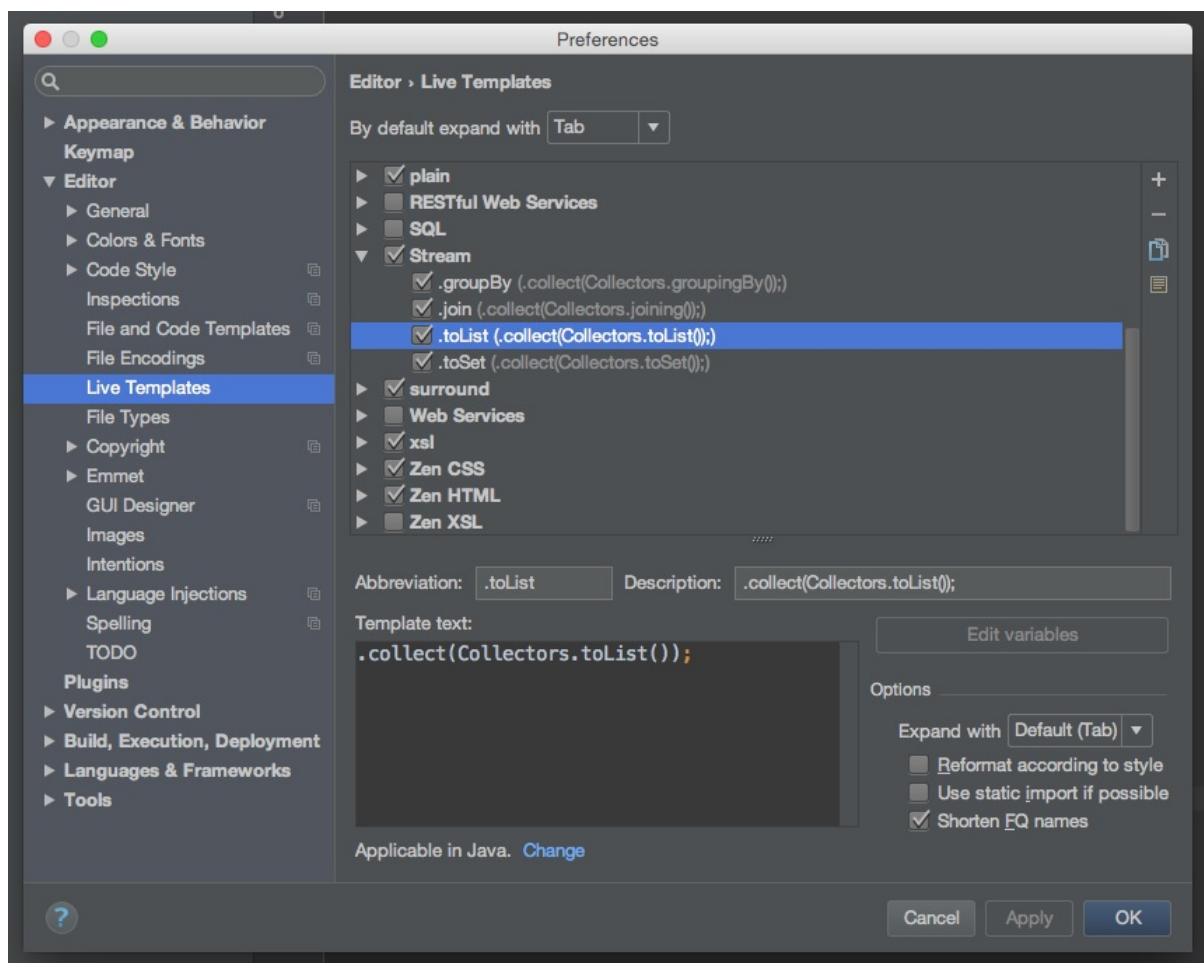 Preferences
Appearance & Behavior
Keymap
Editor
General
Colors & Fonts
Code Style
Inspections
File and Code Templates
File Encodings
Live Templates
File Types
Copyright
Emmet
GUI Designer
Images
Intentions
Language Injections
Spelling
TODO
Plugins
Version Control
Build, Execution, Deployment
Languages & Frameworks
Tools
Editor › Live Templates
By default expand with Tab
plain
RESTful Web Services
SQL
Stream
.groupBy (.collect(Collectors.groupingBy());)
.join (.collect(Collectors.joining());)
.toList (.collect(Collectors.toList());)
.toSet (.collect(Collectors.toSet());)
surround
Web Services
xsl
Zen CSS
Zen HTML
Zen XSL
Abbreviation: .toList Description: .collect(Collectors.toList());
Template text:
.collect(Collectors.toList());
Edit variables
Options
Expand with Default (Tab)
Reformat according to style
Use static import if possible
Shorten FQ names
Applicable in Java. Change
?
Cancel Apply OK